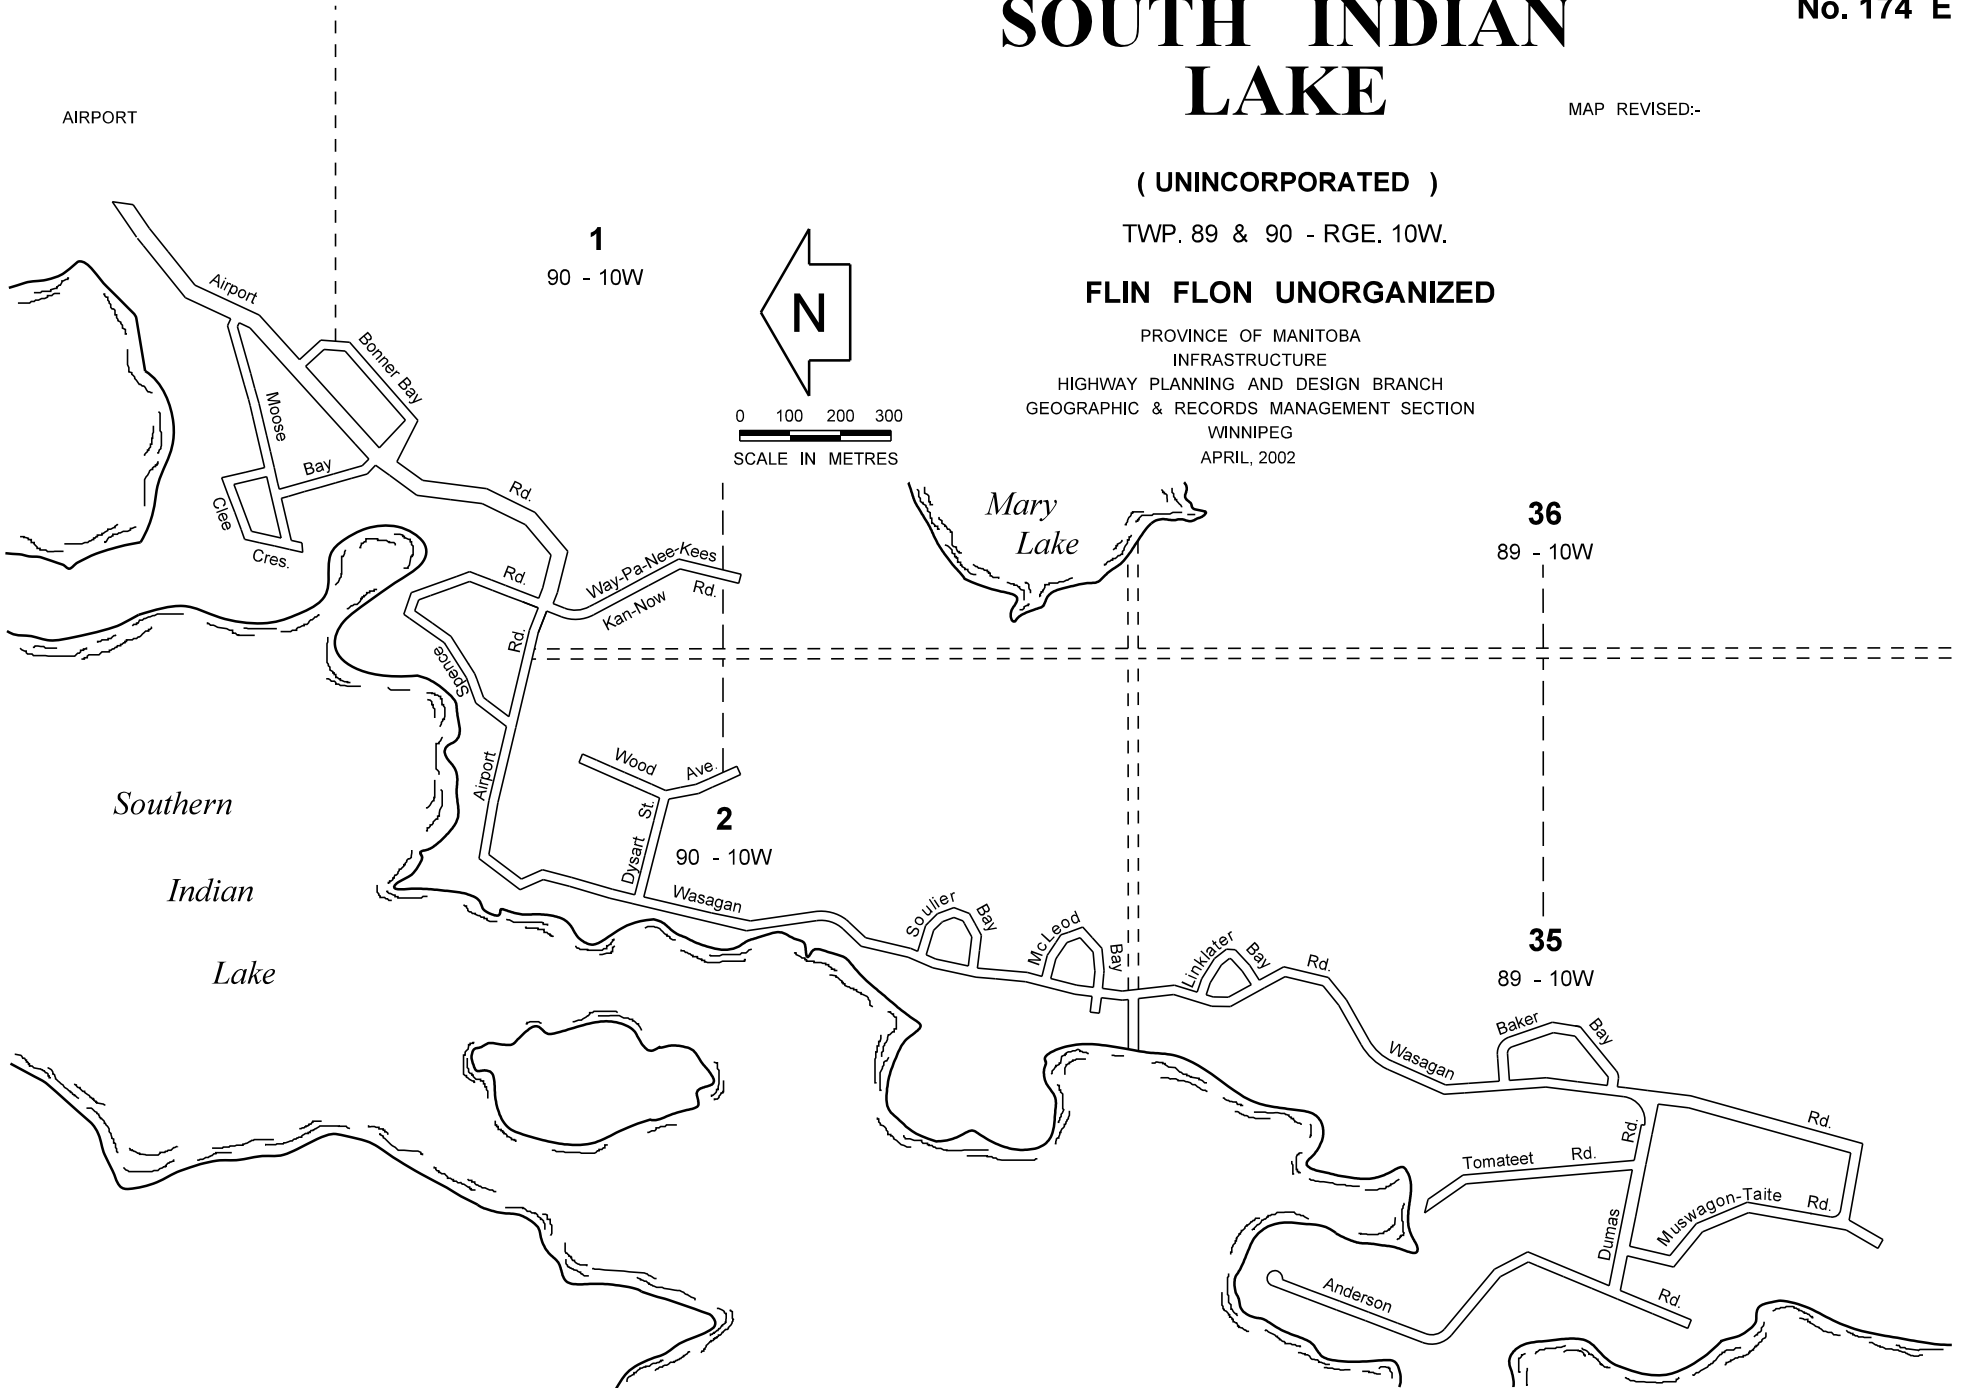 SOUTH INDIAN
LAKE
No. 174 E
MAP REVISED:-
AIRPORT
( UNINCORPORATED )
TWP. 89 & 90 - RGE. 10W.
FLIN FLON UNORGANIZED
PROVINCE OF MANITOBA
INFRASTRUCTURE
HIGHWAY PLANNING AND DESIGN BRANCH
GEOGRAPHIC & RECORDS MANAGEMENT SECTION
WINNIPEG
APRIL, 2002
1
90 - 10W
N
0 100 200 300
SCALE IN METRES
Airport
Bonner Bay
Moose
Bay
Clee
Cres.
Rd.
Mary
Lake
36
89 - 10W
Rd.
Way-Pa-Nee-Kees
Kan-Now
Rd.
Rd.
Spence
Airport
Wood Ave.
St.
Dysart
2
90 - 10W
Southern
Indian
Lake
Wasagan
Soulier
Bay
McLeod
Bay
Linklater
Bay
Rd.
35
89 - 10W
Baker
Bay
Wasagan
Rd.
Rd.
Tomateet Rd.
Muswagon-Taite Rd.
Dumas
Anderson
Rd.